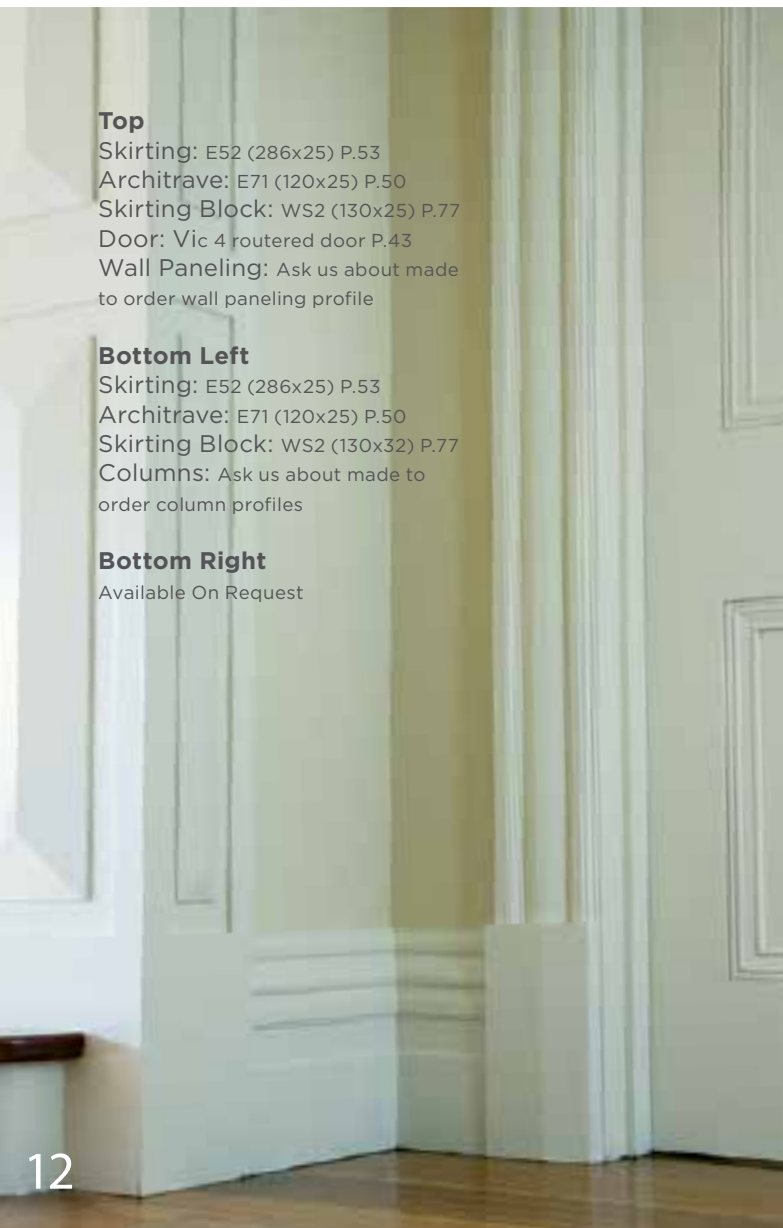 Top
Skirting: E52 (286x25) P.53
Architrave: E71 (120x25) P.50
Skirting Block: WS2 (130x25) P.77
Door: Vic 4 routered door P.43
Wall Paneling: Ask us about made
to order wall paneling profile
Bottom Left
Skirting: E52 (286x25) P.53
Architrave: E71 (120x25) P.50
Skirting Block: WS2 (130x32) P.77
Columns: Ask us about made to
order column profiles
Bottom Right
Available On Request
12